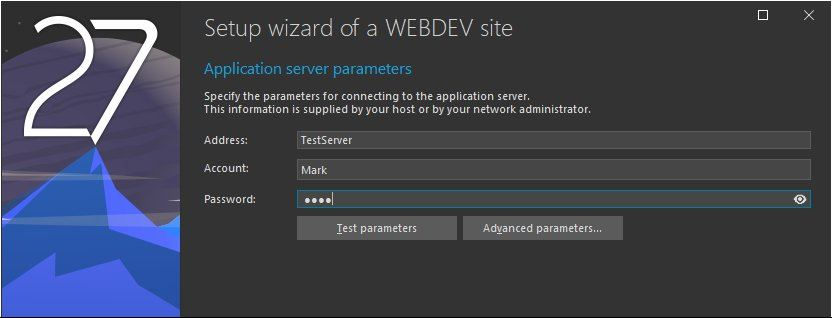 27
Setup wizard of a WEBDEV site
Application server parameters
Specify the parameters for connecting to the application server.
This information is supplied by your host or by your network administrator.
Address: TestServer
Account: Mark
Password: ●●●●
Test parameters Advanced parameters...